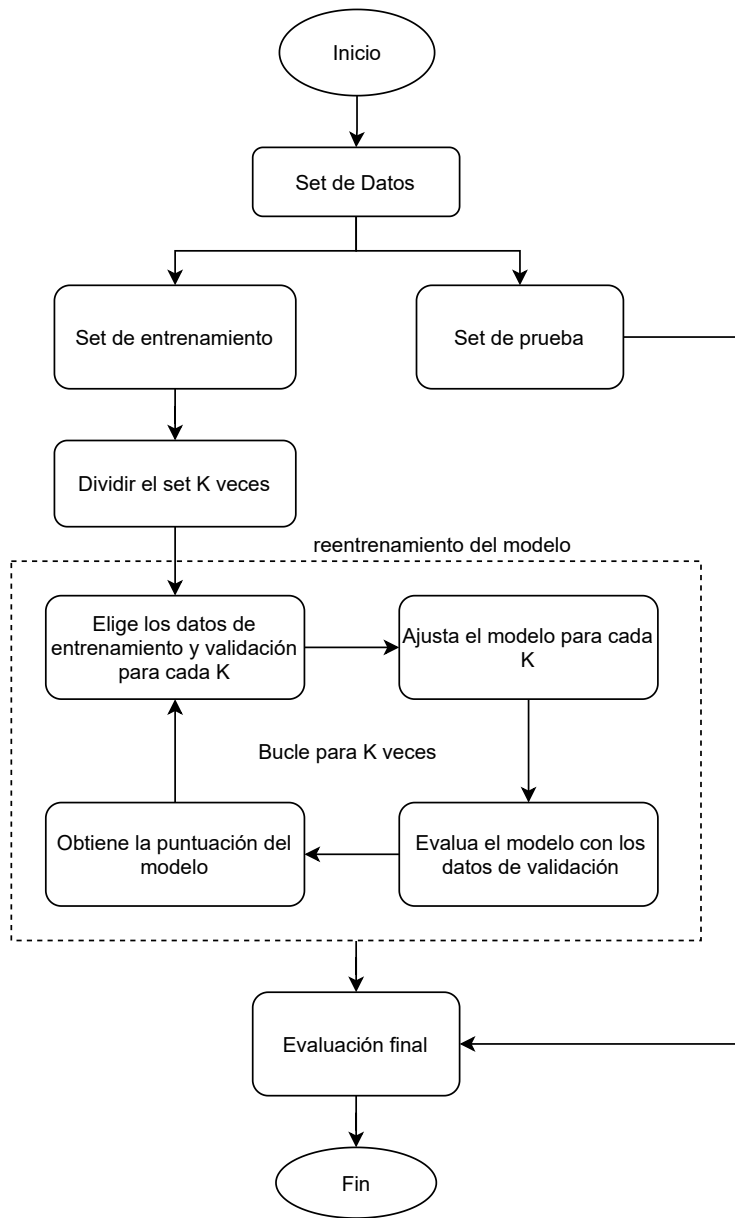 Inicio
Set de Datos
Set de entrenamiento
Set de prueba
Dividir el set K veces
reentrenamiento del modelo
Elige los datos de
entrenamiento y validación
para cada K
Ajusta el modelo para cada
K
Bucle para K veces
Obtiene la puntuación del
modelo
Evalua el modelo con los
datos de validación
Evaluación final
Fin